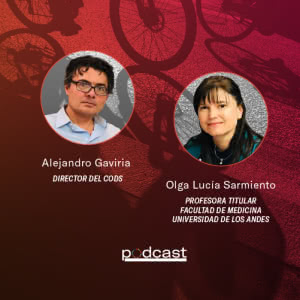 Alejandro Gaviria
DIRECTOR DEL CODS
Olga Lucía Sarmiento
PROFESORA TITULAR
FACULTAD DE MEDICINA
UNIVERSIDAD DE LOS ANDES
podcast